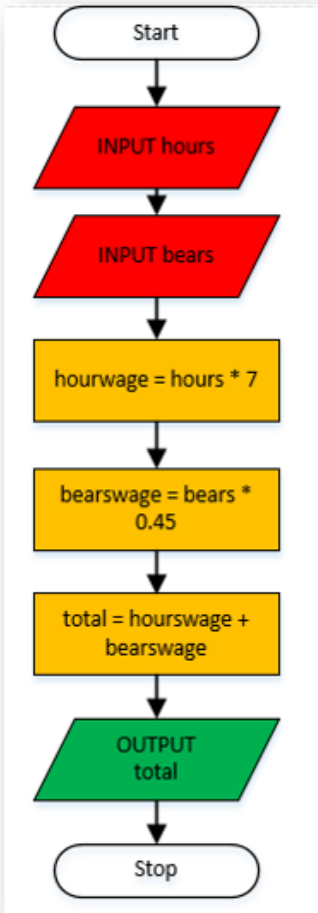 Start
INPUT hours
INPUT bears
hourwage = hours * 7
bearswage = bears *
0.45
total = hourswage +
bearswage
OUTPUT
total
Stop